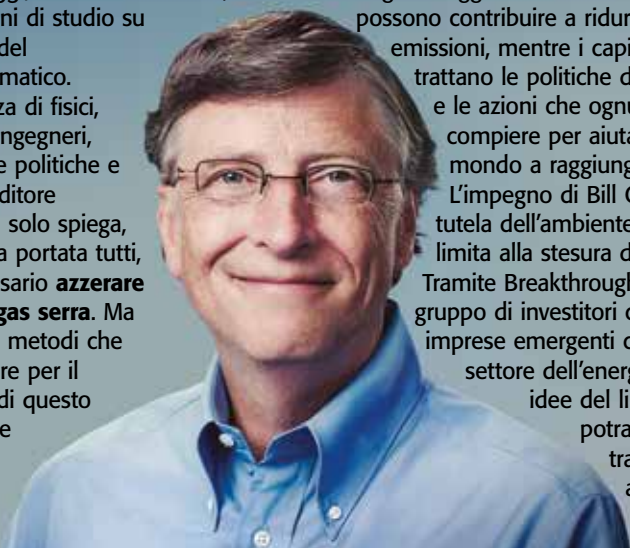 ni di studio su
del
matico.
za di fisici,
ngegneri,
e politiche e
ditore
solo spiega,
a portata tutti,
sario azzerare
gas serra. Ma
metodi che
re per il
di questo
e
possono contribuire a ridur
emissioni, mentre i capi
trattano le politiche d
e le azioni che ognu
compiere per aiuta
mondo a raggiung
L'impegno di Bill
tutela dell'ambiente
limita alla stesura d
Tramite Breakthrough
gruppo di investitori
imprese emergenti
settore dell'energ
idee del li
potra
tra